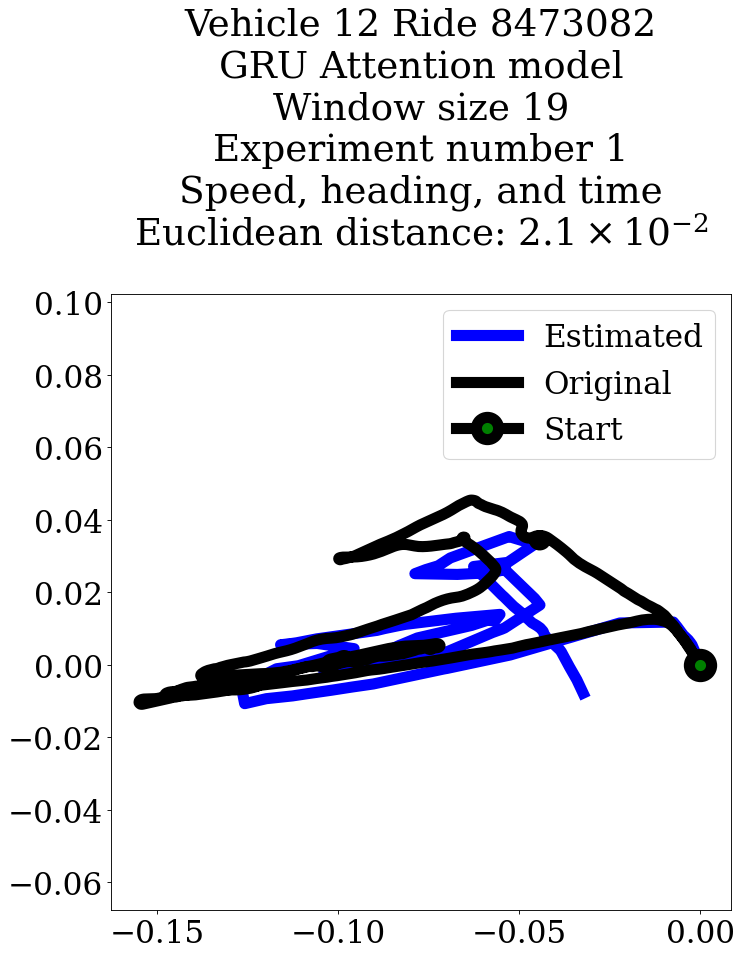 Vehicle 12 Ride 8473082
GRU Attention model
Window size 19
Experiment number 1
Speed, heading, and time
Euclidean distance: 2.1 × 10⁻²
0.10
0.08
0.06
0.04
0.02
0.00
−0.02
−0.04
−0.06
Estimated
Original
Start
−0.15 −0.10 −0.05 0.00